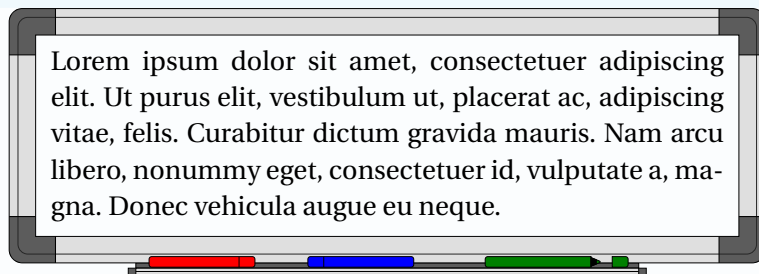 Lorem ipsum dolor sit amet, consectetuer adipiscing
elit. Ut purus elit, vestibulum ut, placerat ac, adipiscing
vitae, felis. Curabitur dictum gravida mauris. Nam arcu
libero, nonummy eget, consectetuer id, vulputate a, ma-
gna. Donec vehicula augue eu neque.